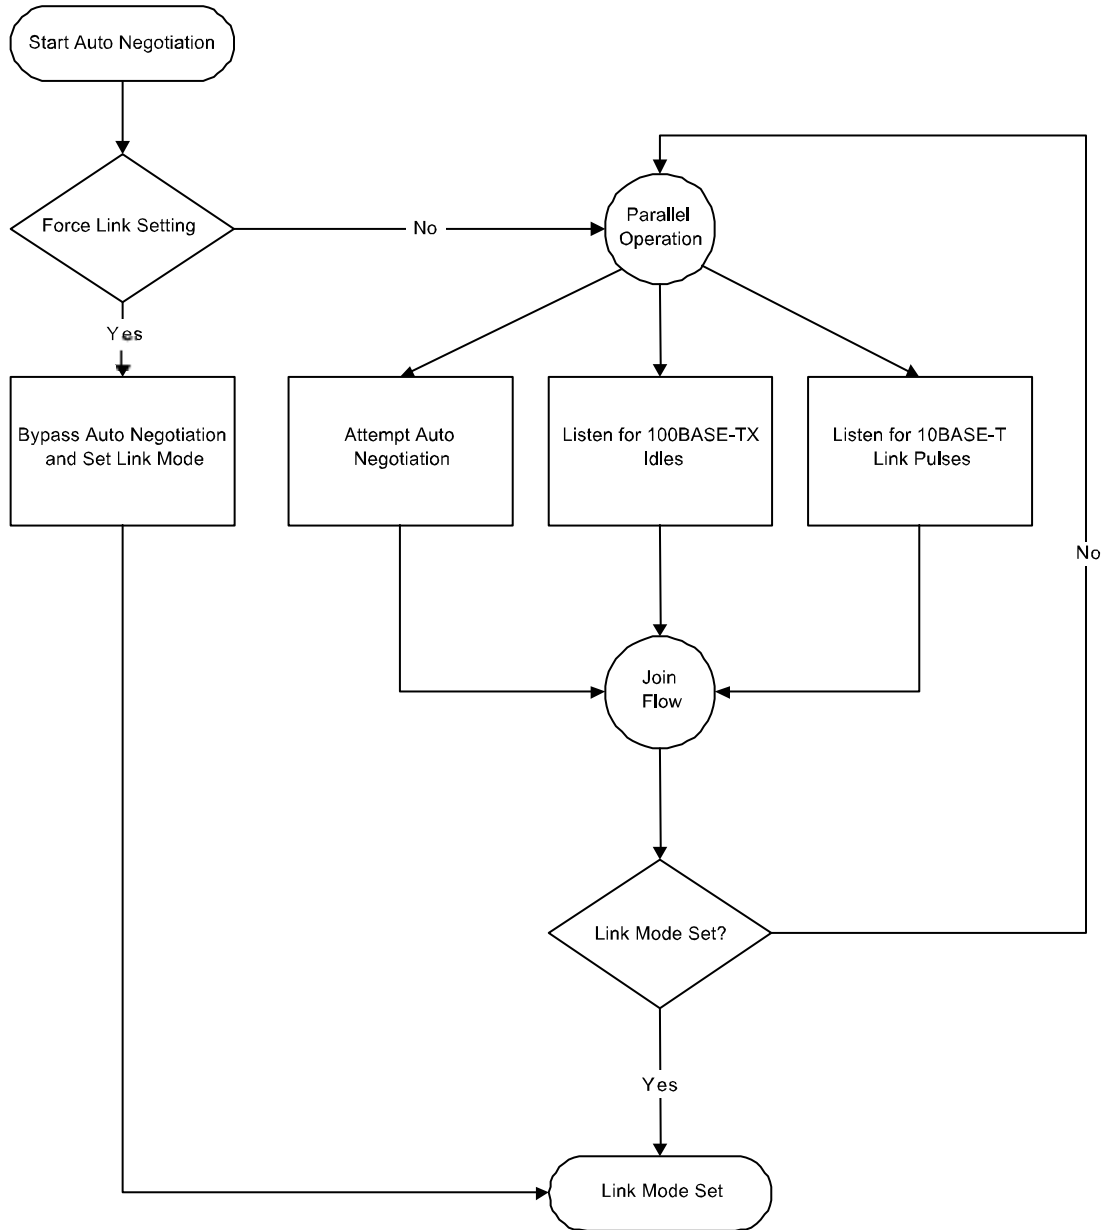 Start Auto Negotiation
Force Link Setting
No
Parallel
Operation
Yes
Bypass Auto Negotiation
and Set Link Mode
Attempt Auto
Negotiation
Listen for 100BASE-TX
Idles
Listen for 10BASE-T
Link Pulses
No
Join
Flow
Link Mode Set?
Yes
Link Mode Set